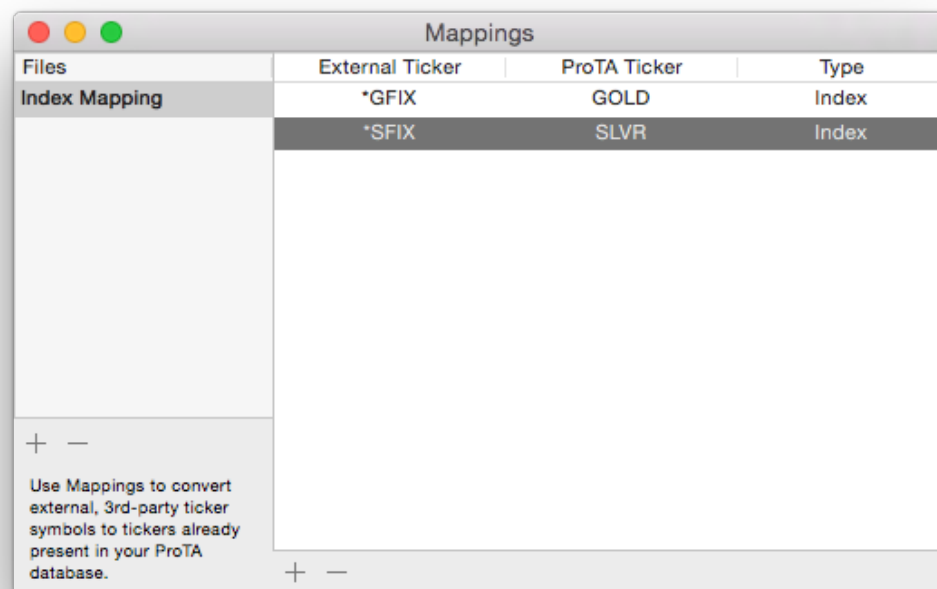 Mappings
Files External Ticker ProTA Ticker Type
Index Mapping *GFIX GOLD Index
*SFIX SLVR Index
+ −
Use Mappings to convert
external, 3rd-party ticker
symbols to tickers already
present in your ProTA
database.
+ −